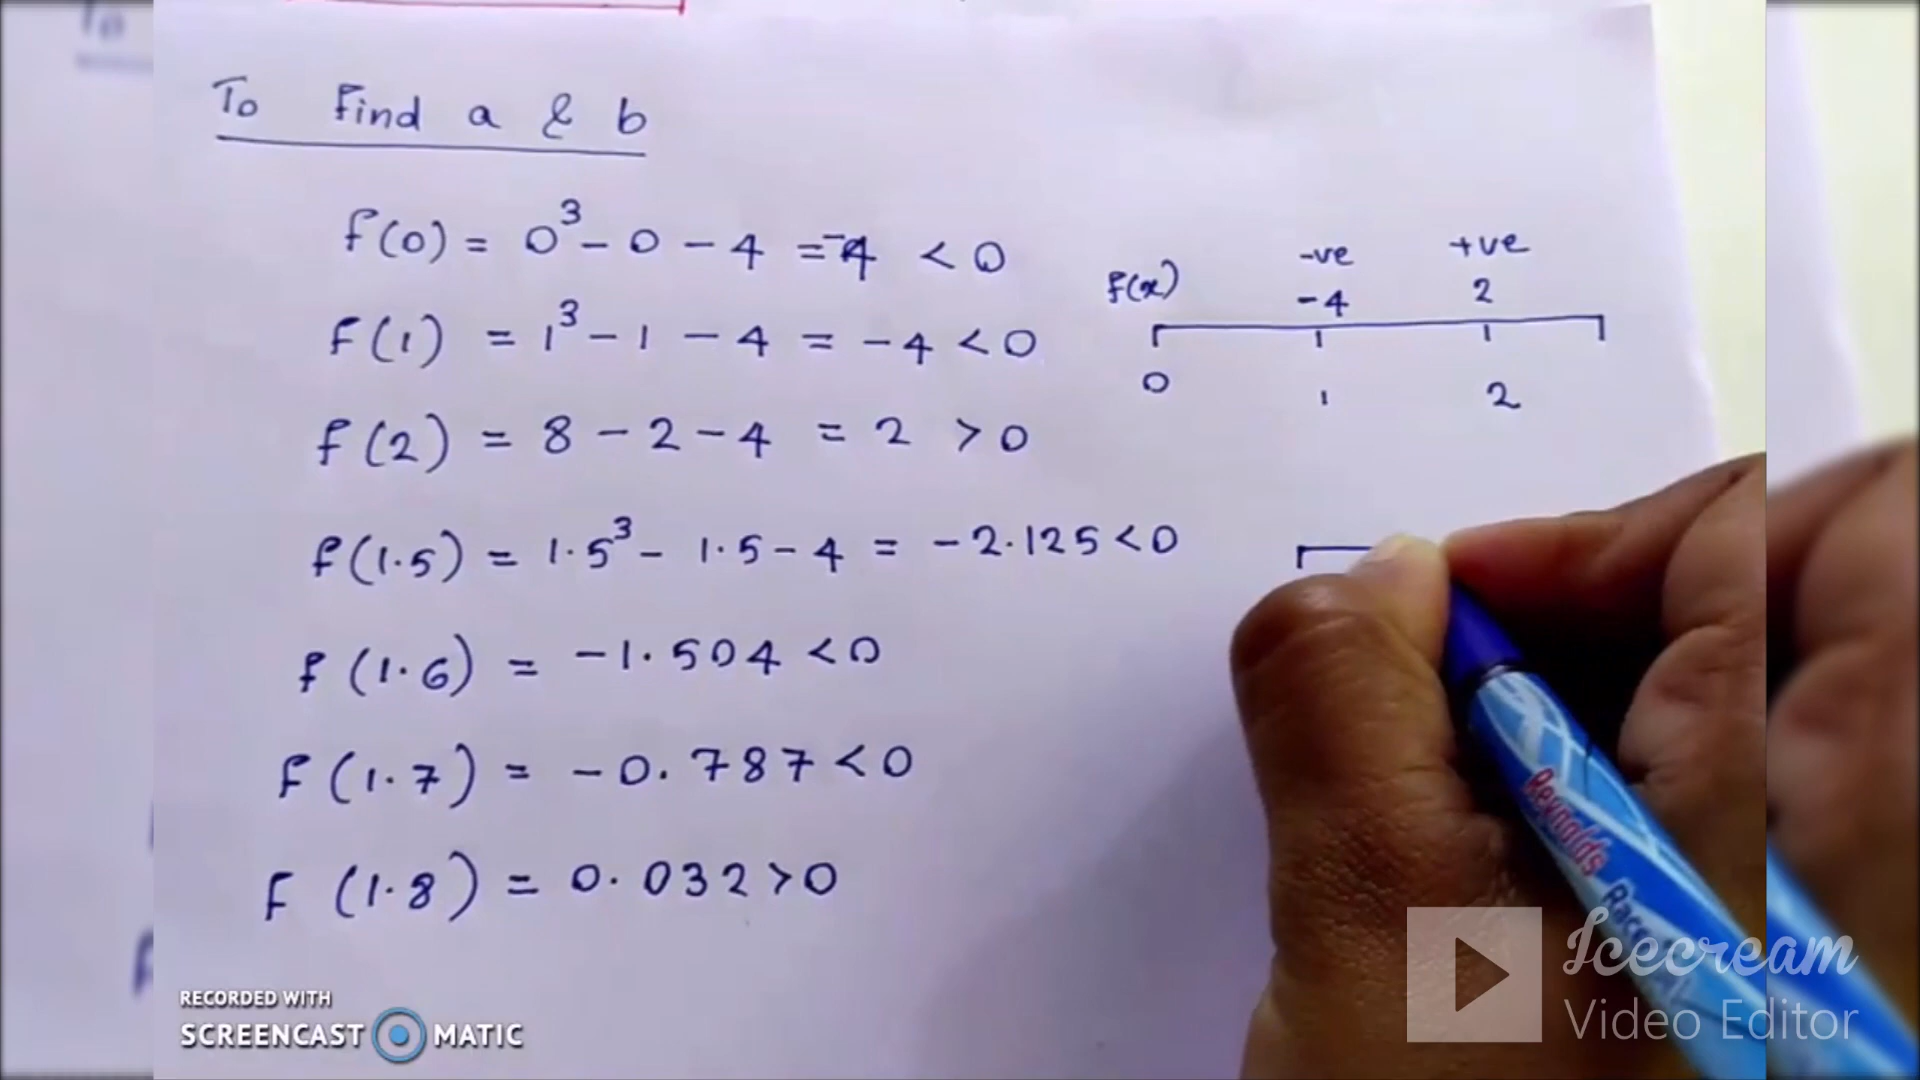 To Find a & b
f(0) = 0³ - 0 - 4 = -4 < 0
f(1) = 1³ - 1 - 4 = -4 < 0
f(2) = 8 - 2 - 4 = 2 > 0
f(1.5) = 1.5³ - 1.5 - 4 = -2.125 < 0
f(1.6) = -1.504 < 0
f(1.7) = -0.787 < 0
f(1.8) = 0.032 > 0
-ve +ve
f(x) -4 2
0 1 2
Reynolds
RECORDED WITH
SCREENCAST MATIC
Icecream
Video Editor